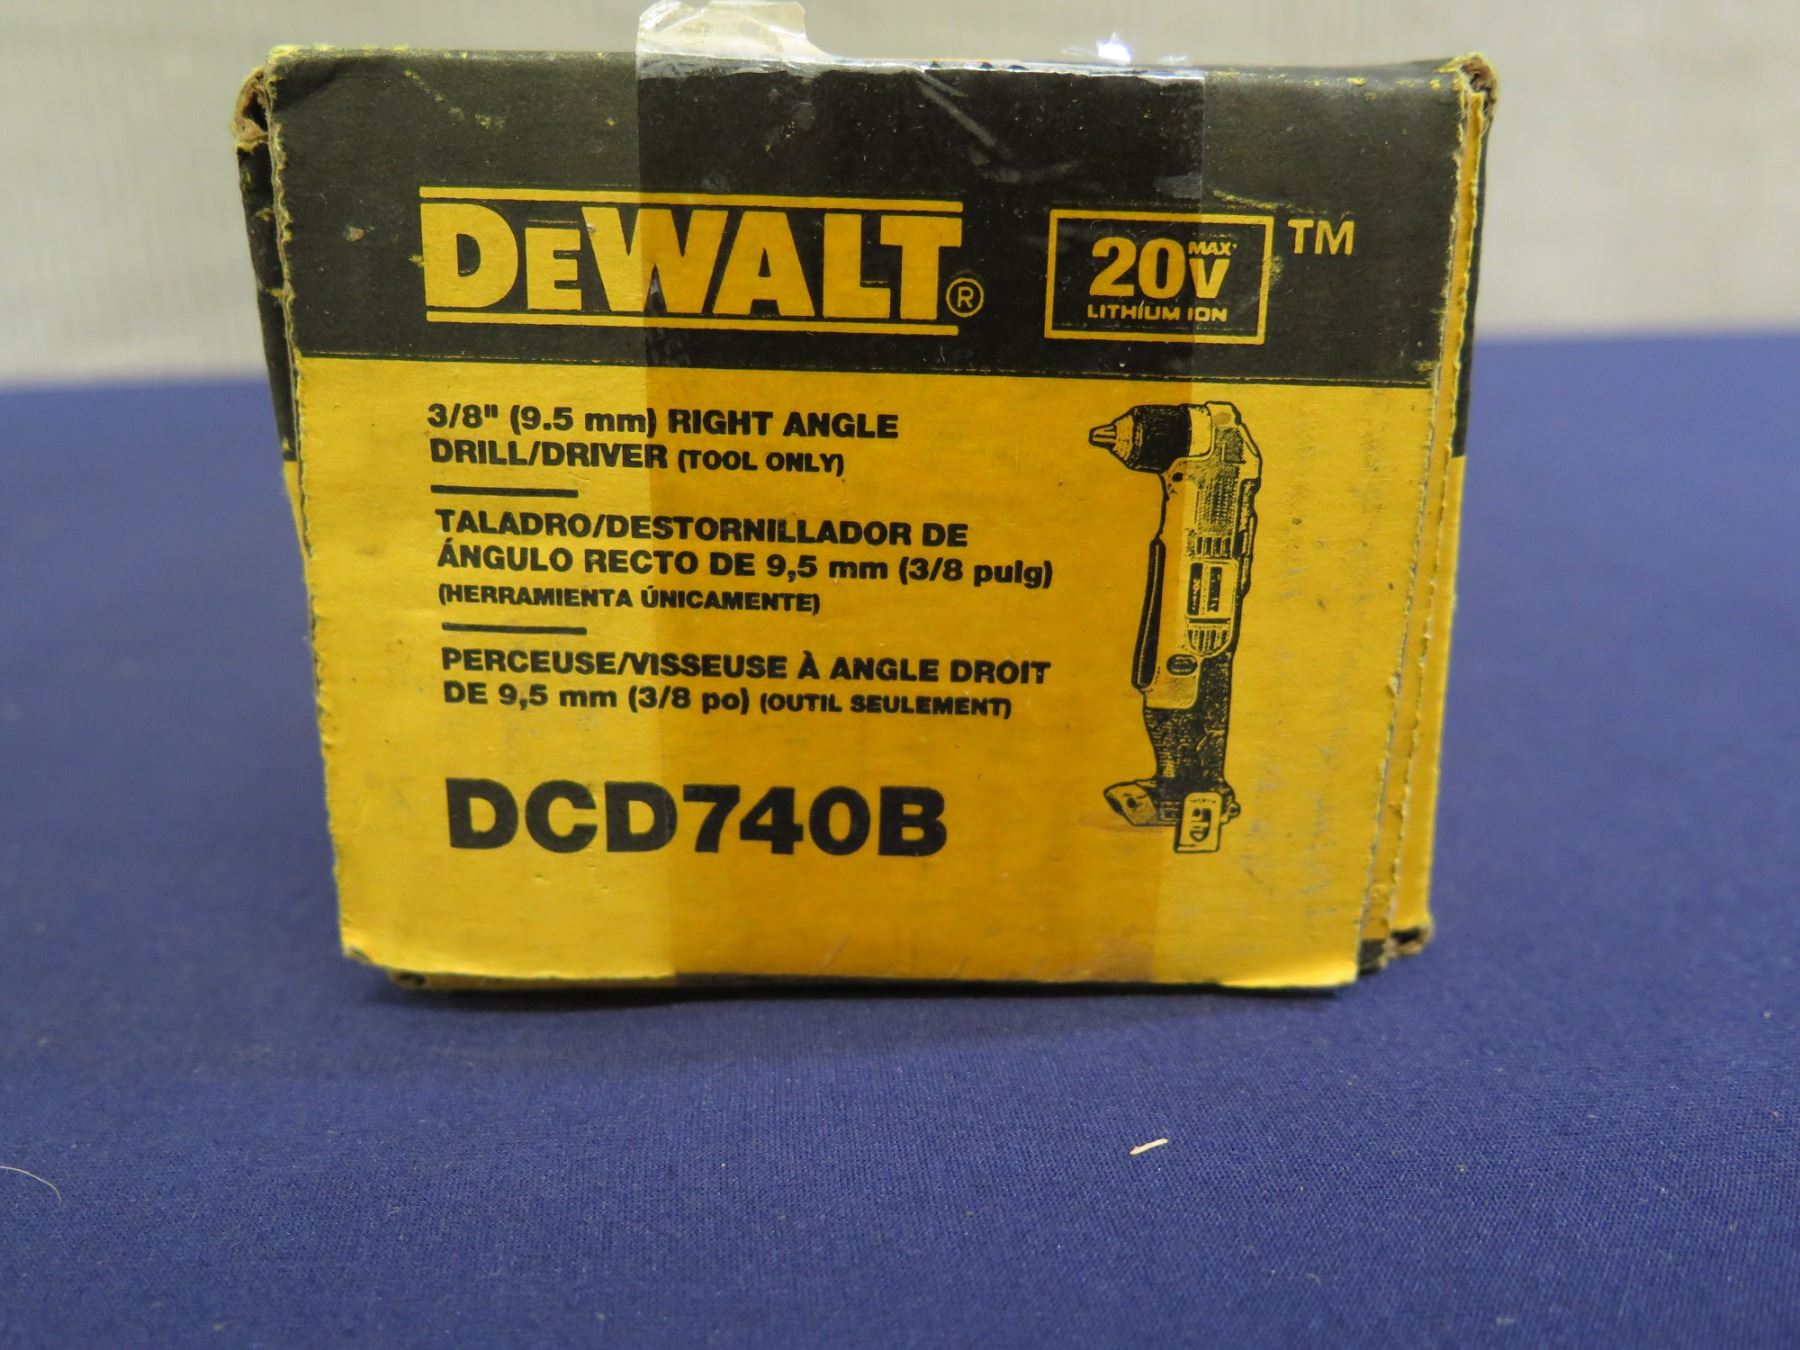 DEWALT®
20V MAX* TM
LITHIUM ION
3/8" (9.5 mm) RIGHT ANGLE
DRILL/DRIVER (TOOL ONLY)
TALADRO/DESTORNILLADOR DE
ÁNGULO RECTO DE 9,5 mm (3/8 pulg)
(HERRAMIENTA ÚNICAMENTE)
PERCEUSE/VISSEUSE À ANGLE DROIT
DE 9,5 mm (3/8 po) (OUTIL SEULEMENT)
DCD740B